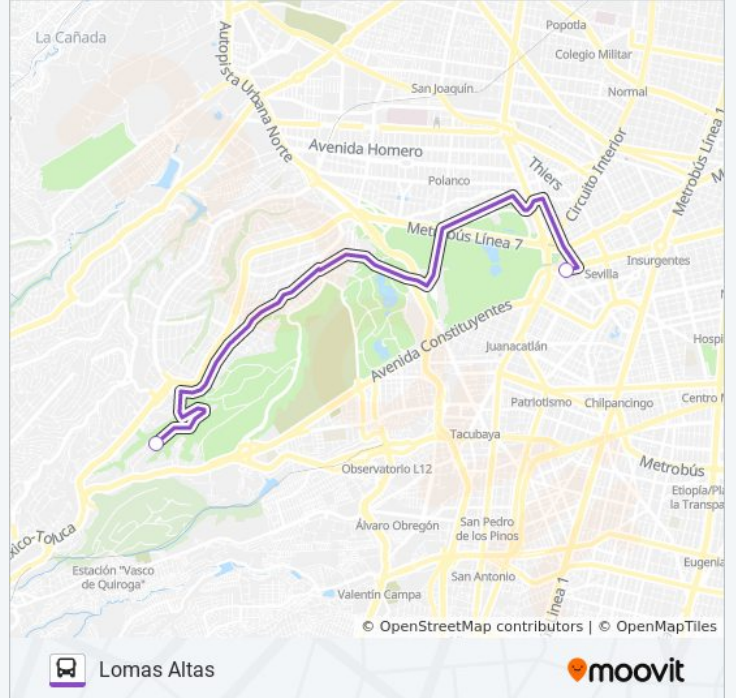 Popotla
La Cañada
Colegio Militar
Autopista Urbana Norte
San Joaquín
Normal
Avenida Homero
Thiers
Circuito Interior
Metrobús Línea 1
M
Polanco
Metrobús Línea 7
Insurgentes
Sevilla
Avenida Constituyentes
Juanacatlán
Hospi
Patriotismo
Chilpancingo
Centro
Tacubaya
Metrobús
Observatorio L12
Etiopía/Pl
la Transpa
Álvaro Obregón
San Pedro
de los Pinos
xico-Toluca
Eugenia
Estación "Vasco
de Quiroga"
San Antonio
Valentín Campa
Línea 1
© OpenStreetMap contributors | © OpenMapTiles
Lomas Altas
moovit